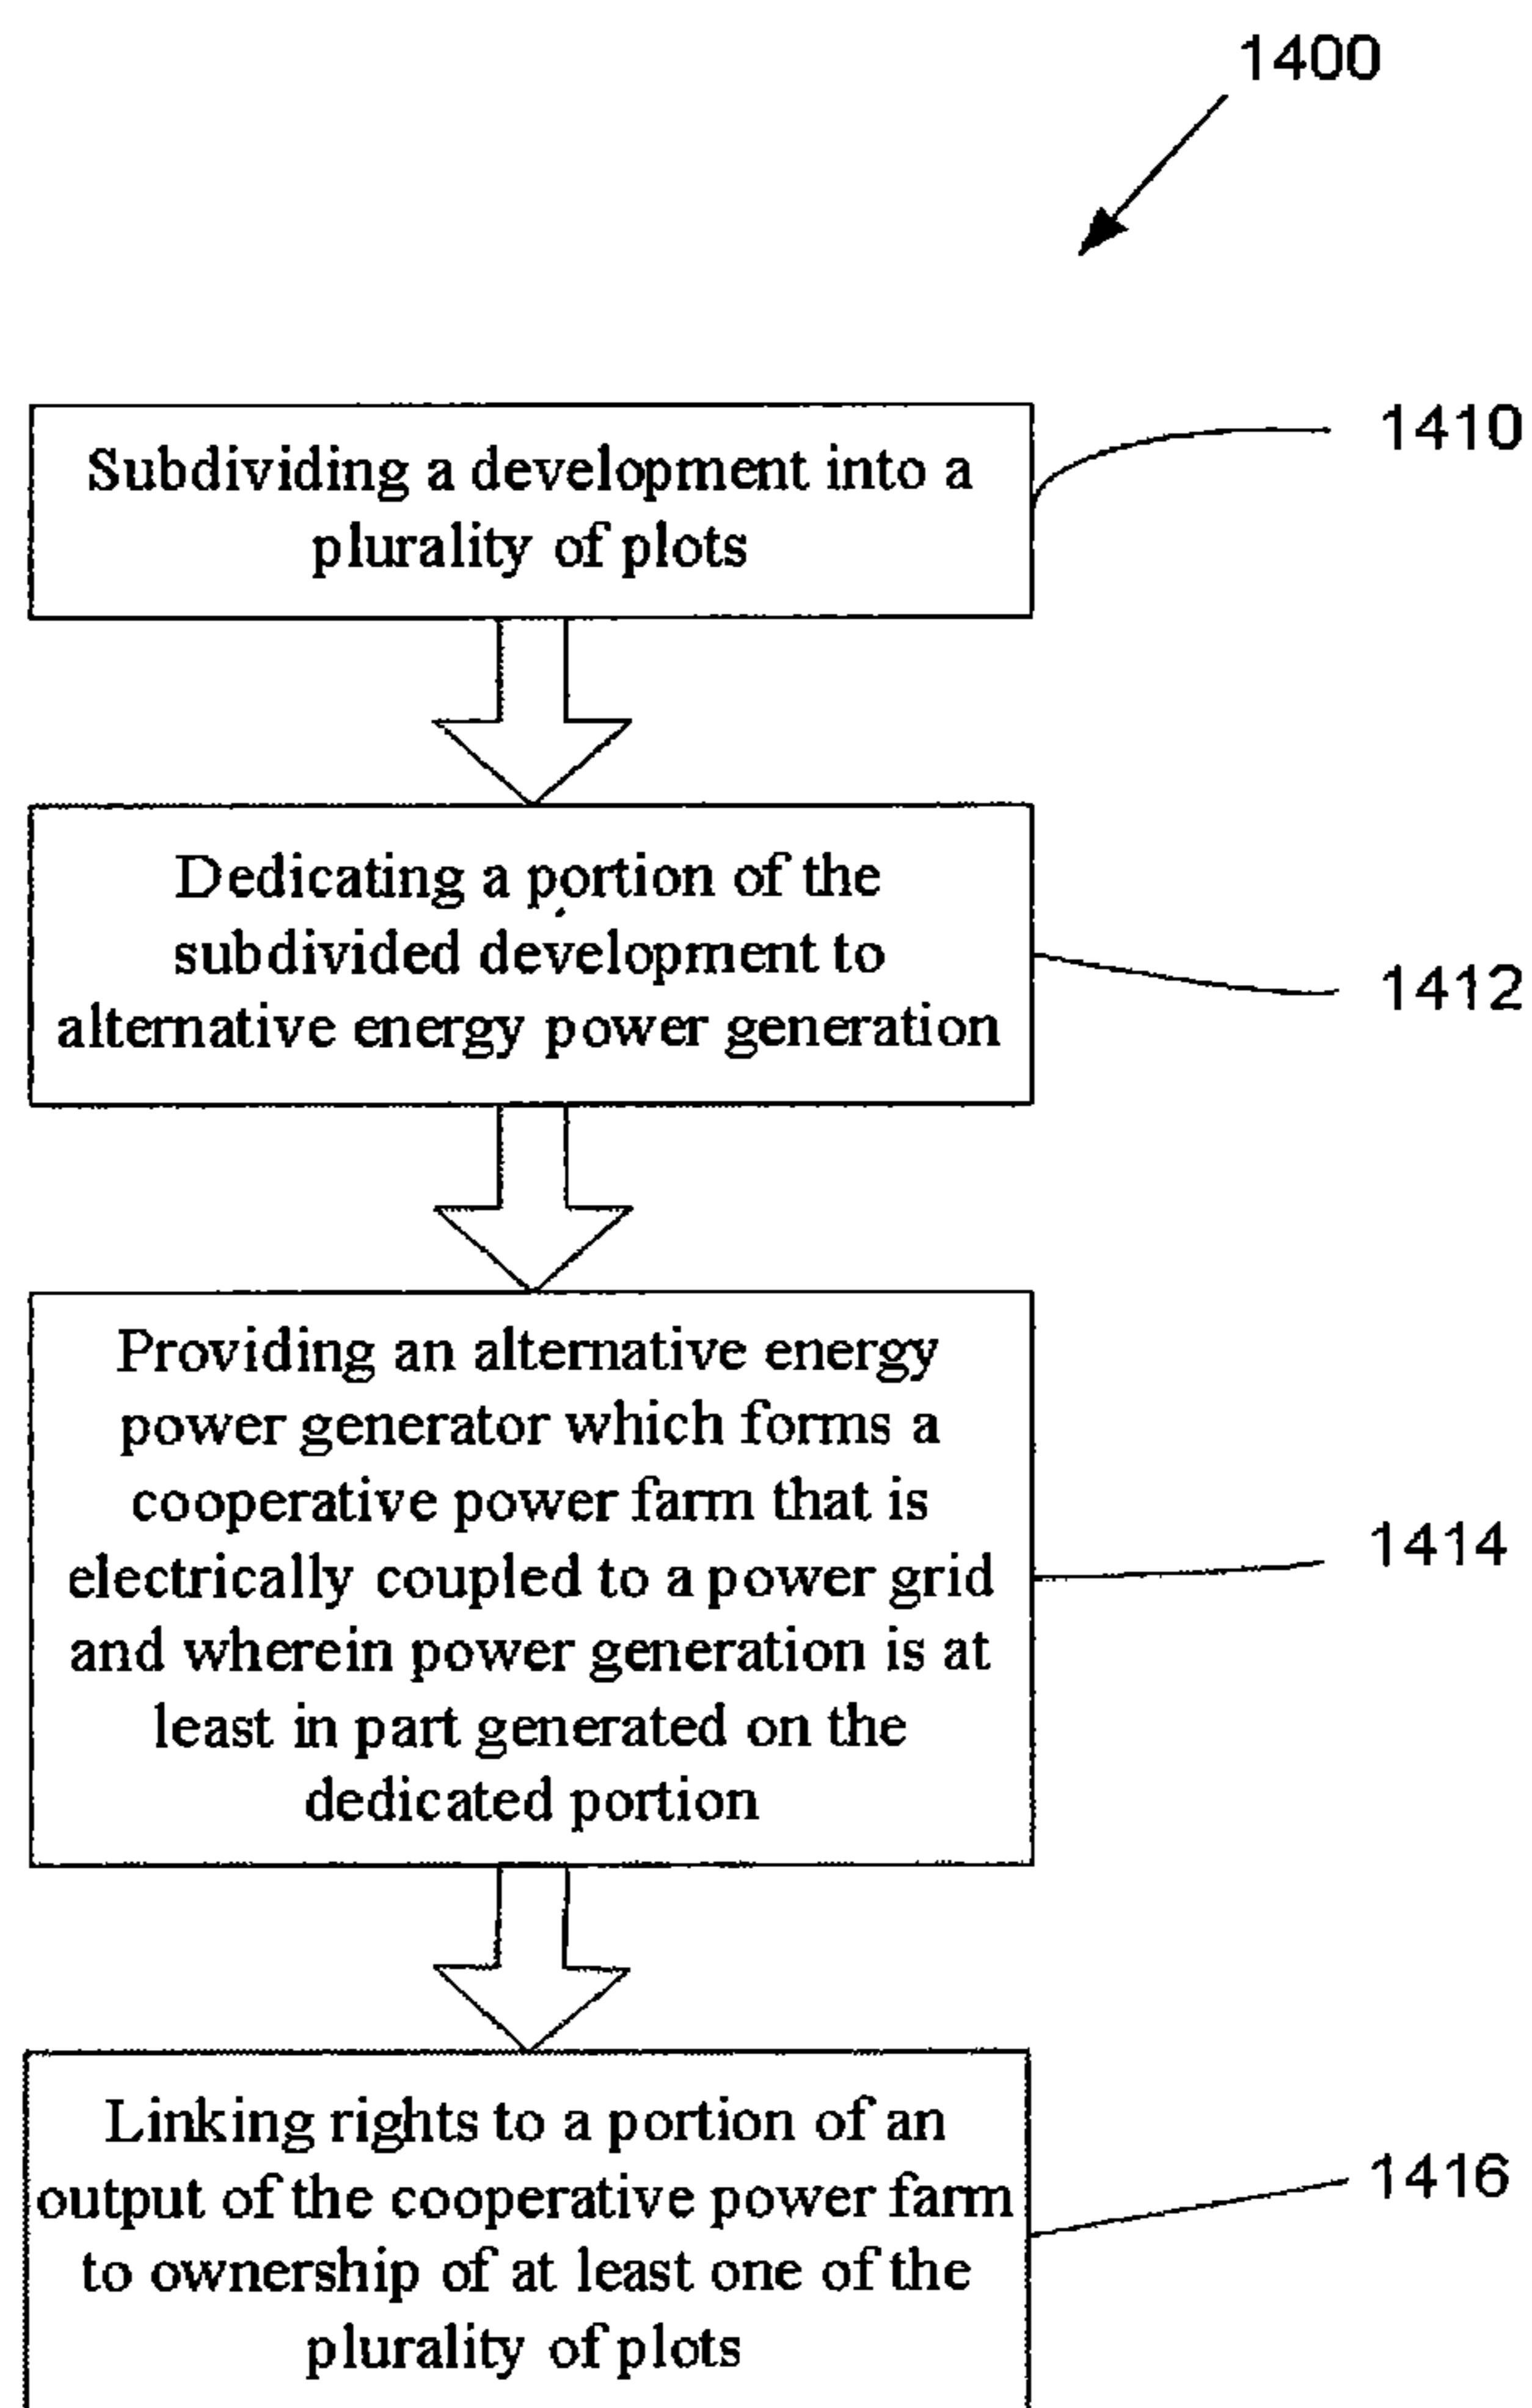 1400
Subdividing a development into a
plurality of plots
1410
Dedicating a portion of the
subdivided development to
alternative energy power generation
1412
Providing an alternative energy
power generator which forms a
cooperative power farm that is
electrically coupled to a power grid
and wherein power generation is at
least in part generated on the
dedicated portion
1414
Linking rights to a portion of an
output of the cooperative power farm
to ownership of at least one of the
plurality of plots
1416